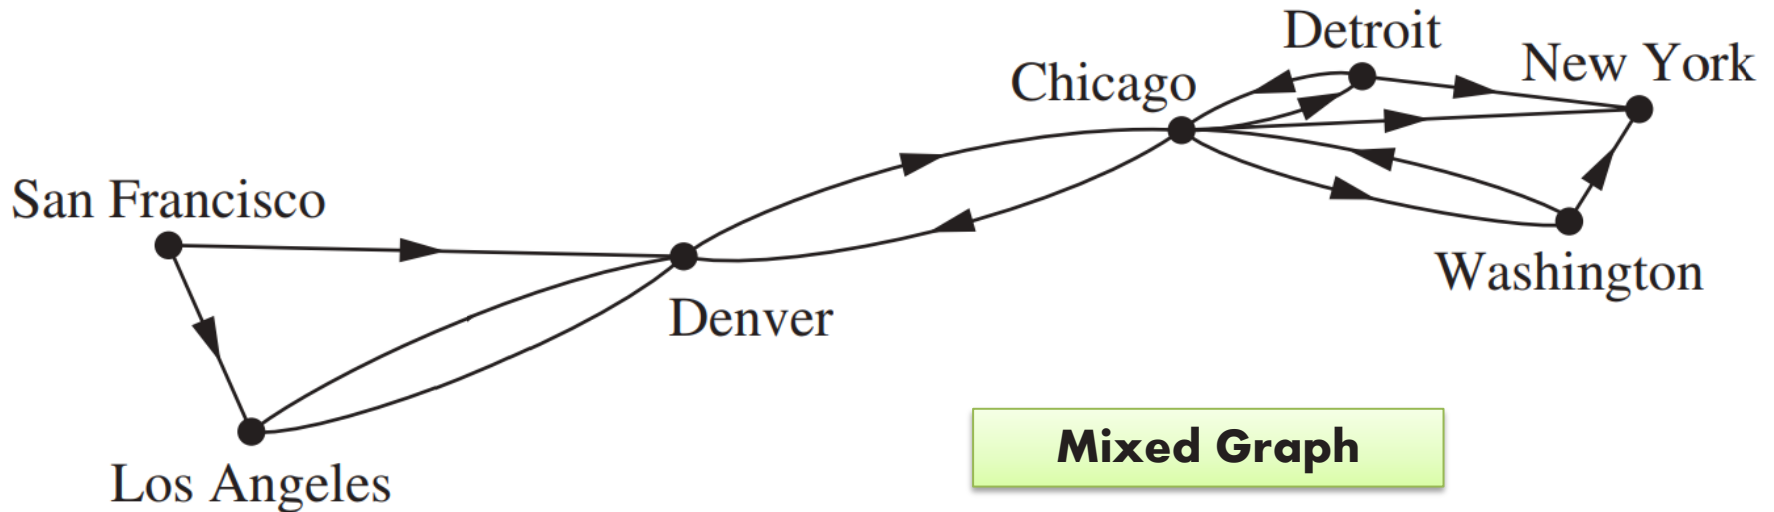 Detroit
New York
Chicago
San Francisco
Washington
Denver
Mixed Graph
Los Angeles